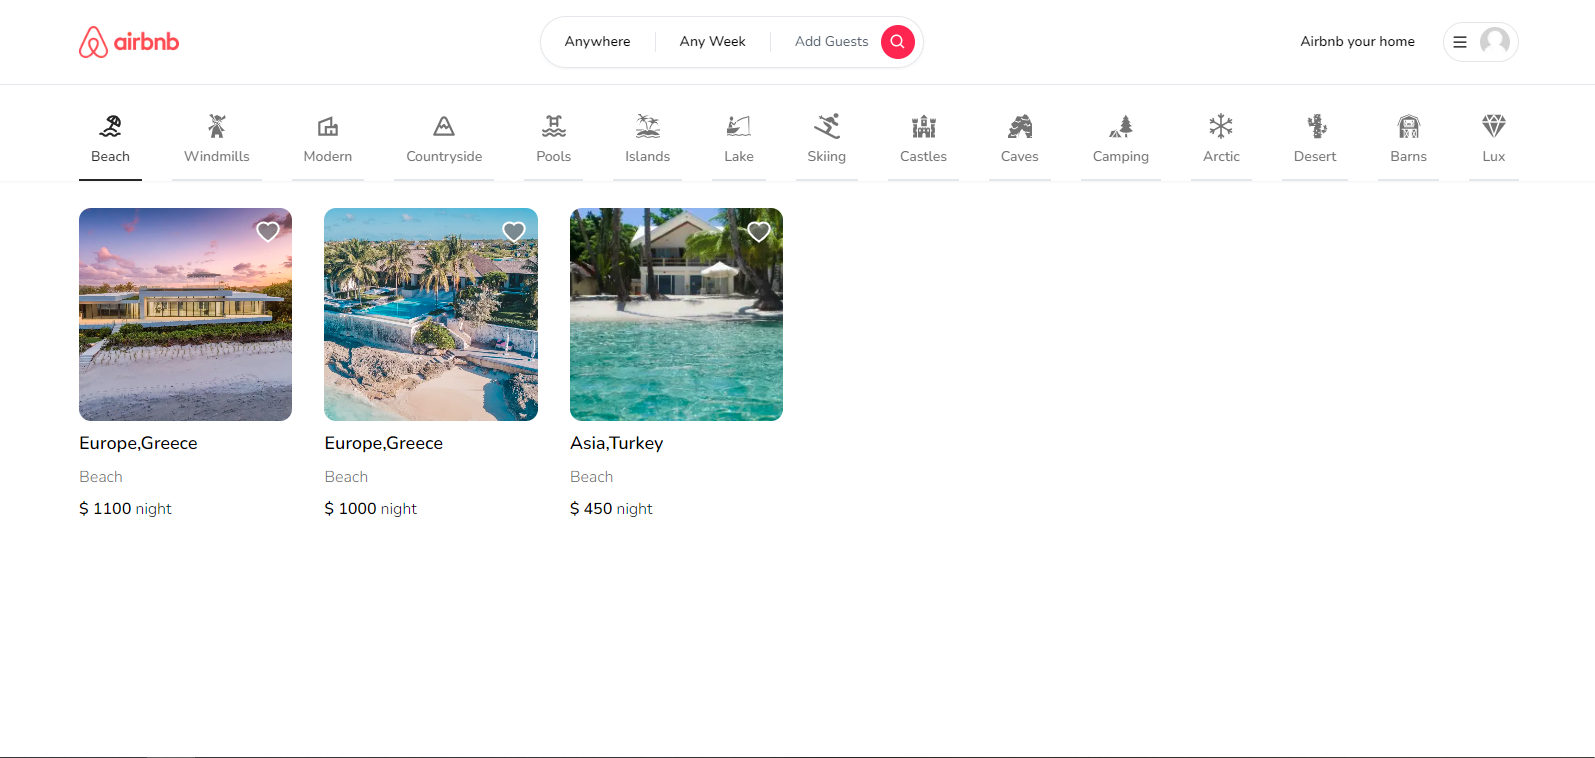 airbnb
Anywhere
Any Week
Add Guests
Airbnb your home
Beach
Windmills
Modern
Countryside
Pools
Islands
Lake
Skiing
Castles
Caves
Camping
Arctic
Desert
Barns
Lux
Europe,Greece
Beach
$ 1100 night
Europe,Greece
Beach
$ 1000 night
Asia,Turkey
Beach
$ 450 night